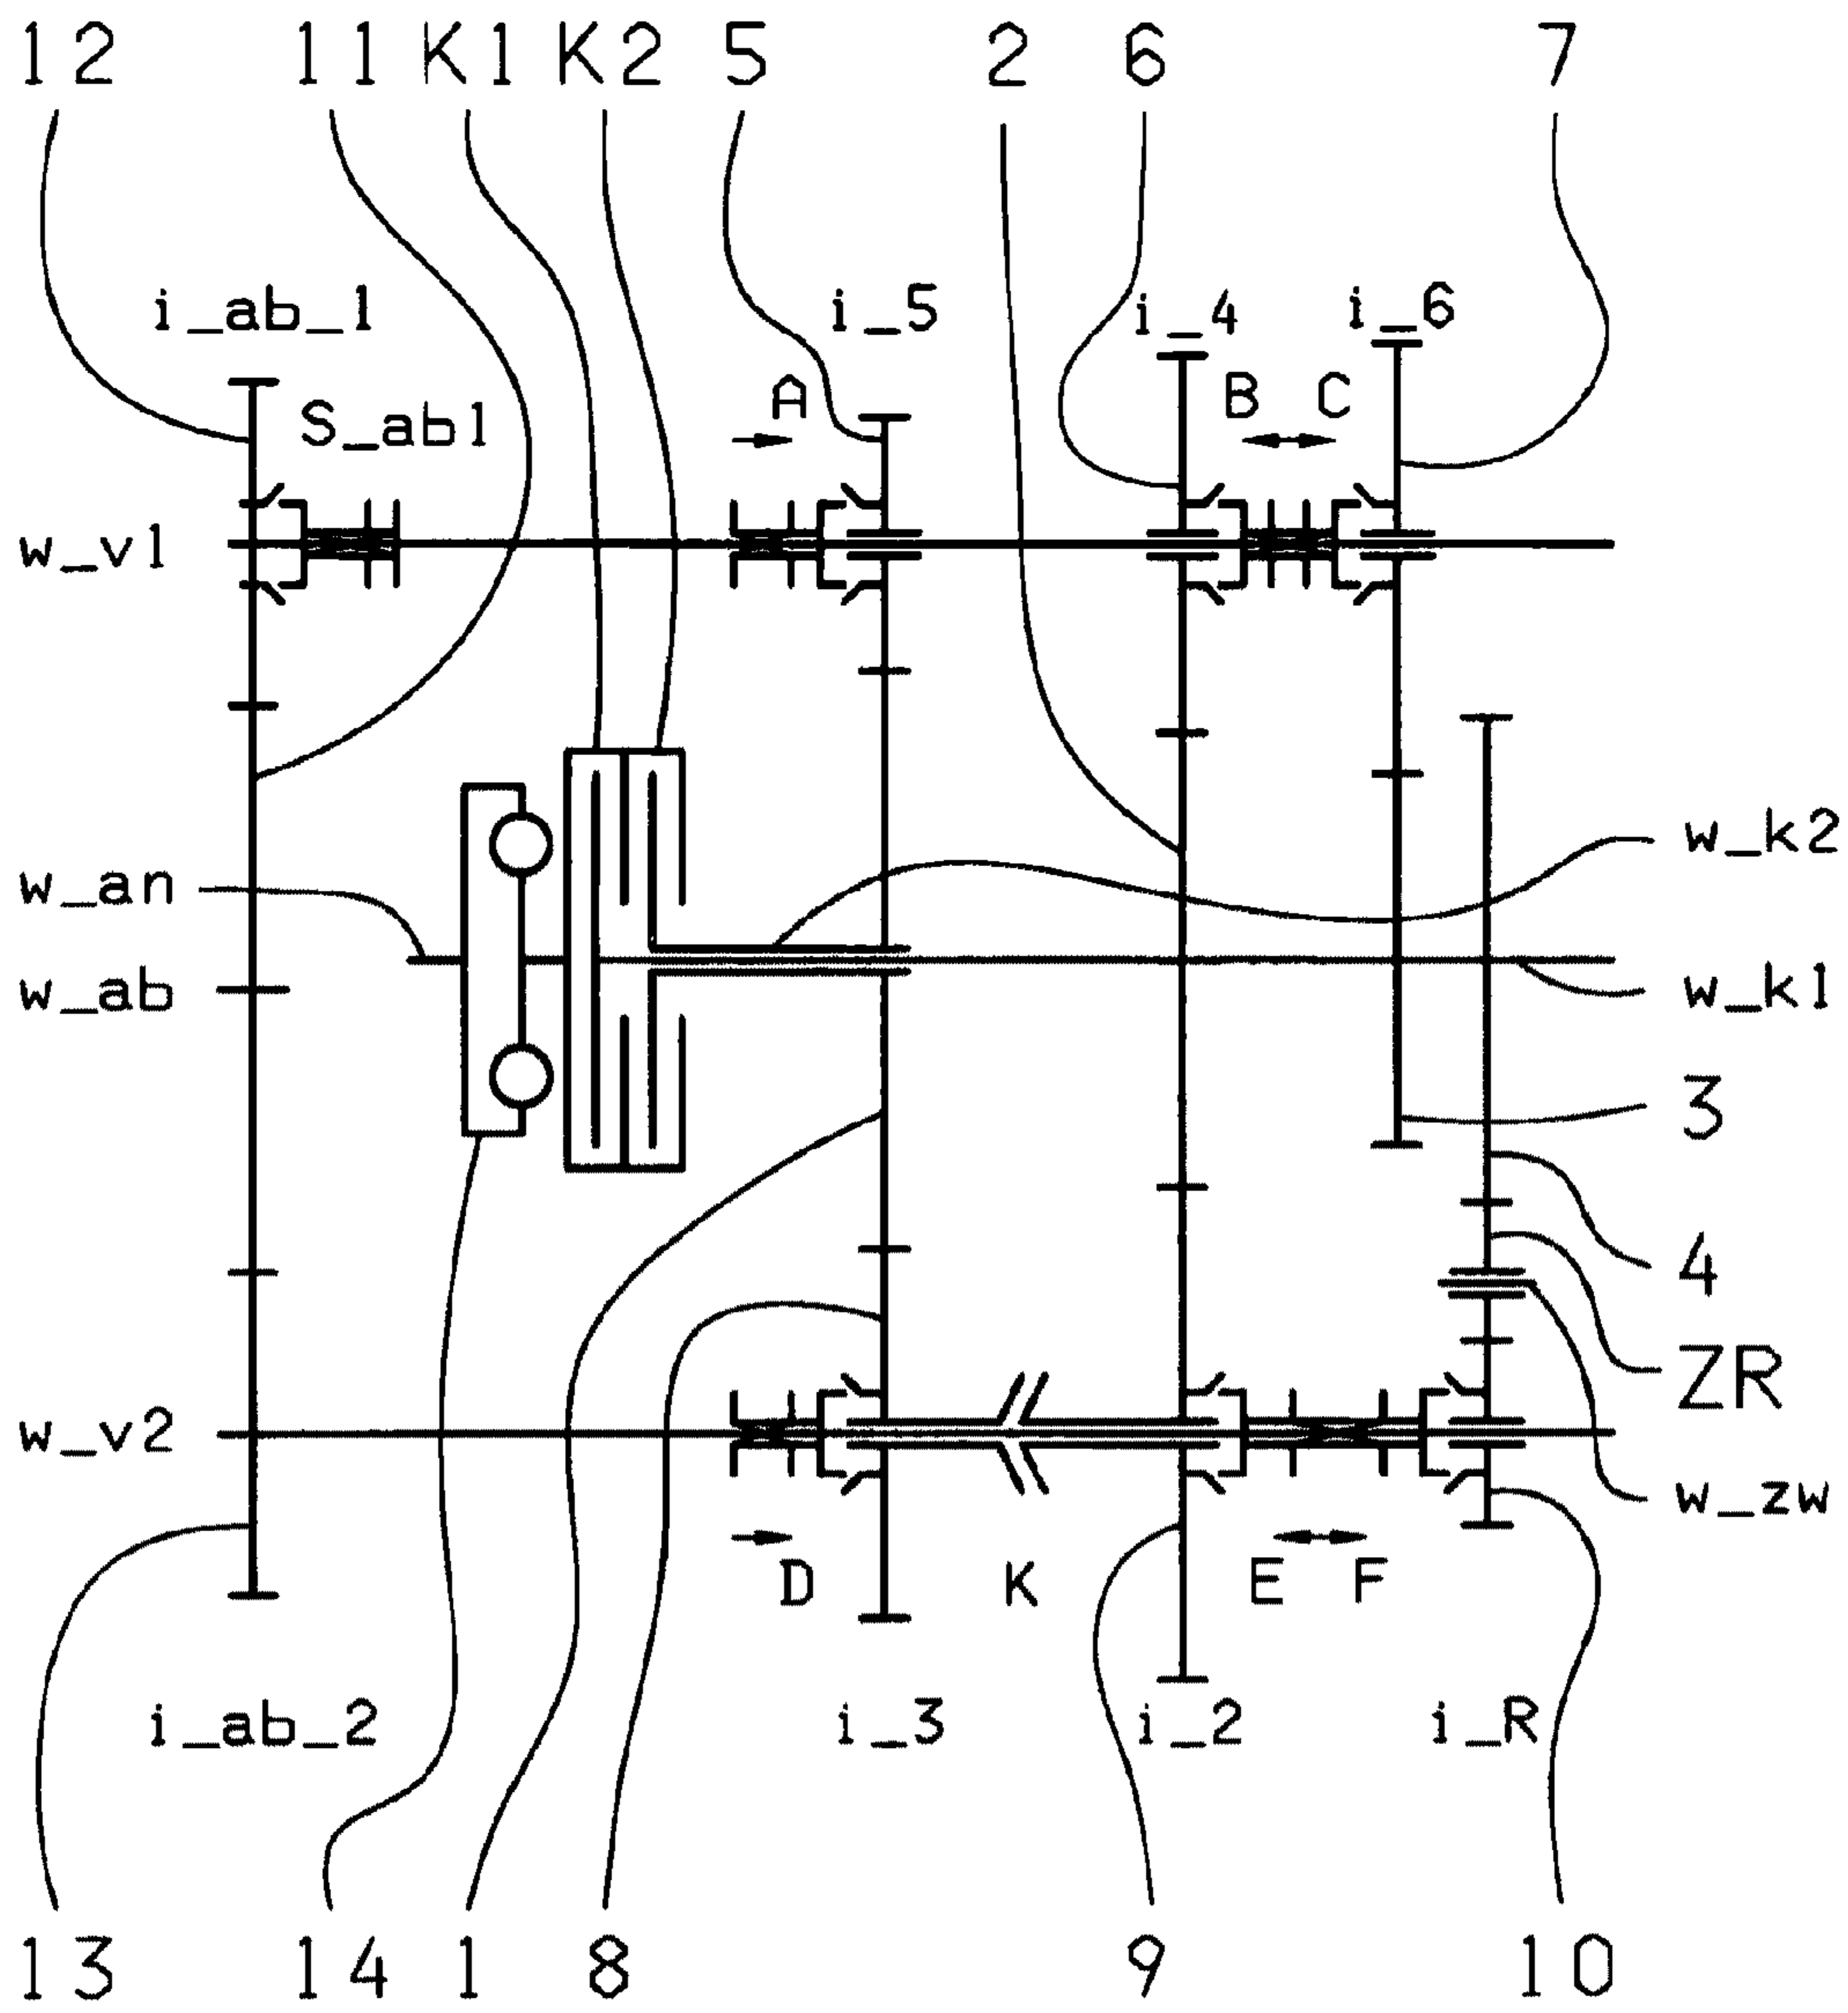 12 11 K1 K2 5 2 6 7
i_ab_1 i_5 i_4 i_6
S_ab1 A B C
w_v1
w_k2
w_an
w_ab w_k1
3
4
ZR
w_v2
w_zw
D K E F
i_ab_2 i_3 i_2 i_R
13 14 1 8 9 10